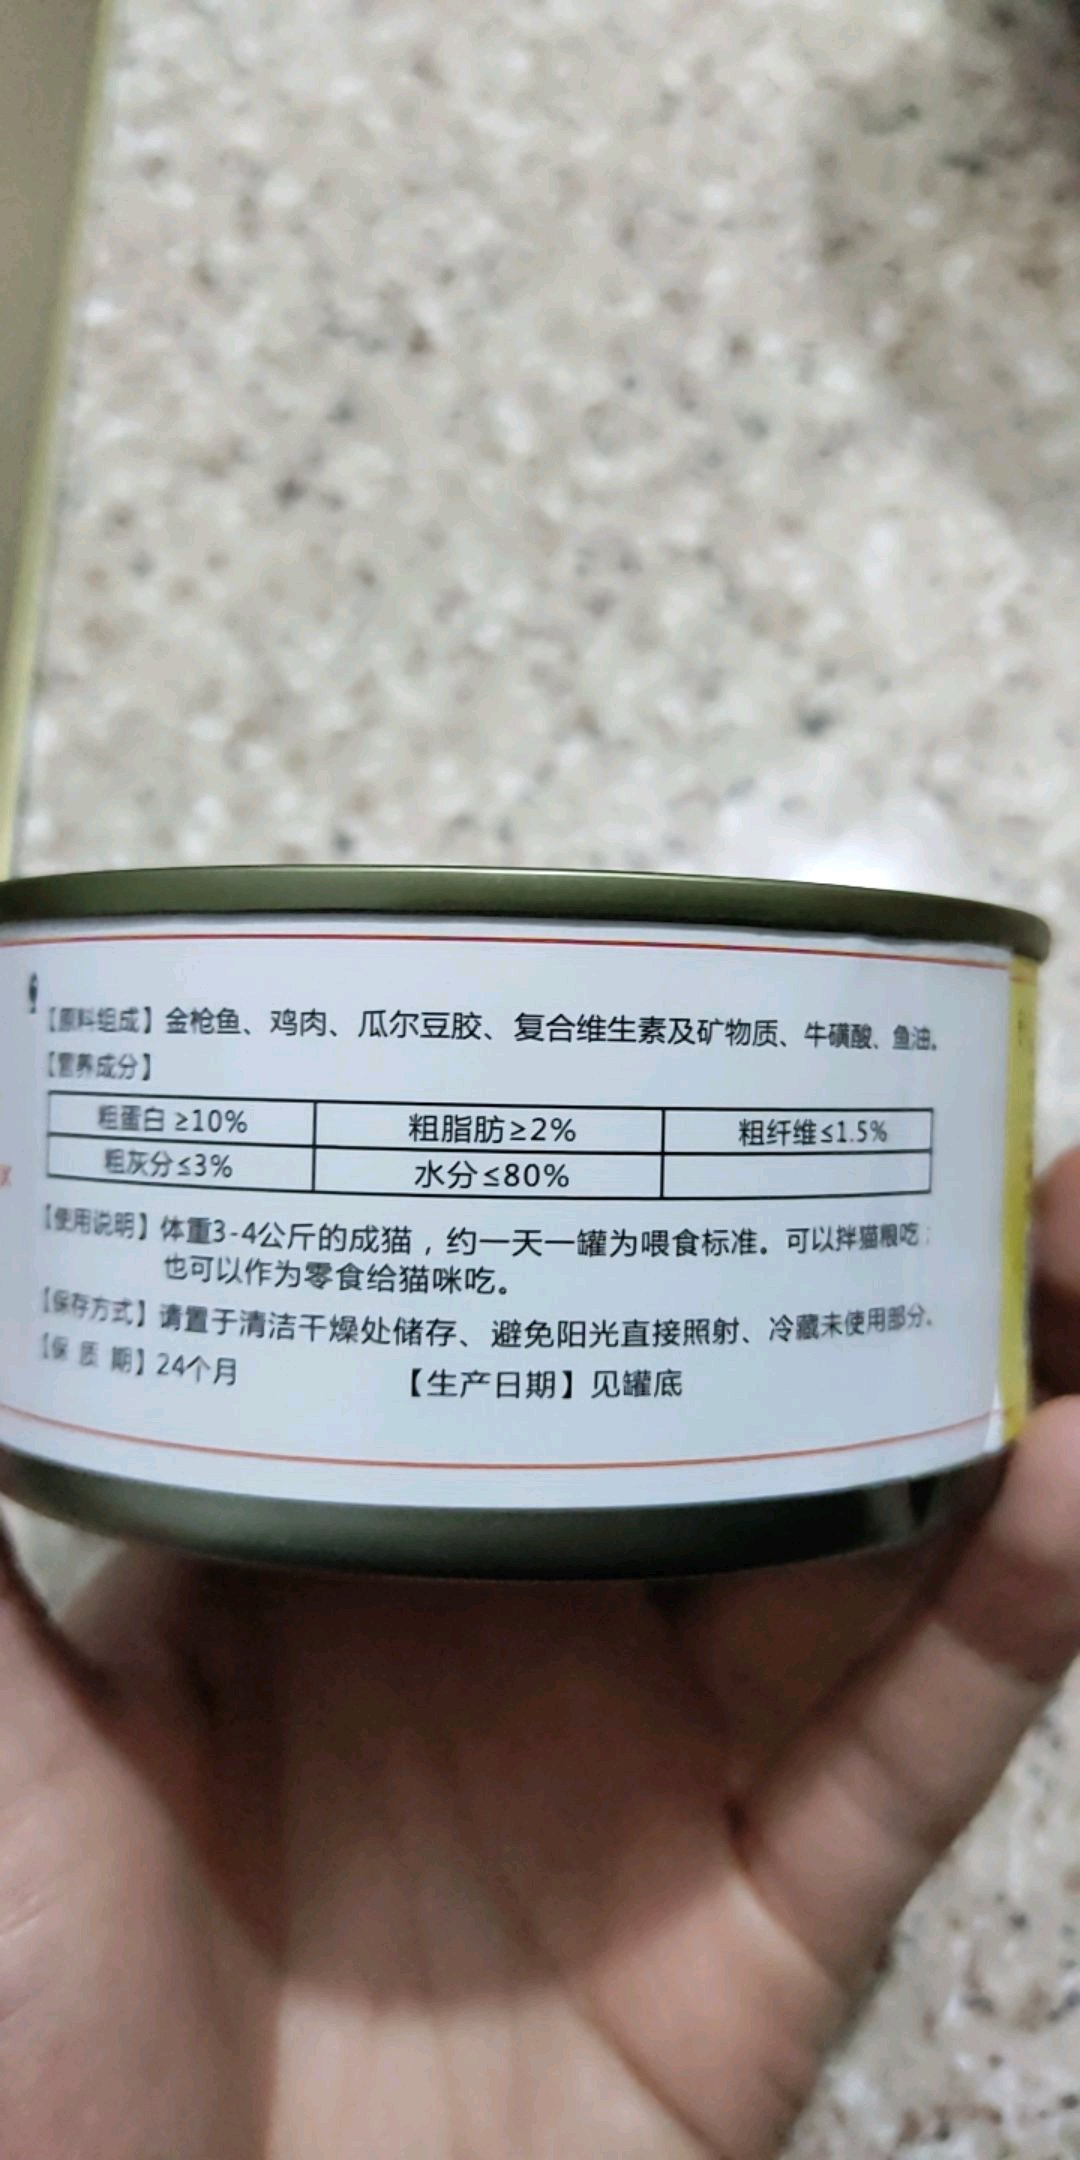 【原料组成】金枪鱼、鸡肉、瓜尔豆胶、复合维生素及矿物质、牛磺酸、鱼油。
【营养成分】
粗蛋白 ≥10% 粗脂肪≥2% 粗纤维≤1.5%
粗灰分≤3% 水分≤80%
【使用说明】体重3-4公斤的成猫，约一天一罐为喂食标准。可以拌猫粮吃；
也可以作为零食给猫咪吃。
【保存方式】请置于清洁干燥处储存、避免阳光直接照射、冷藏未使用部分。
【保 质 期】24个月 【生产日期】见罐底